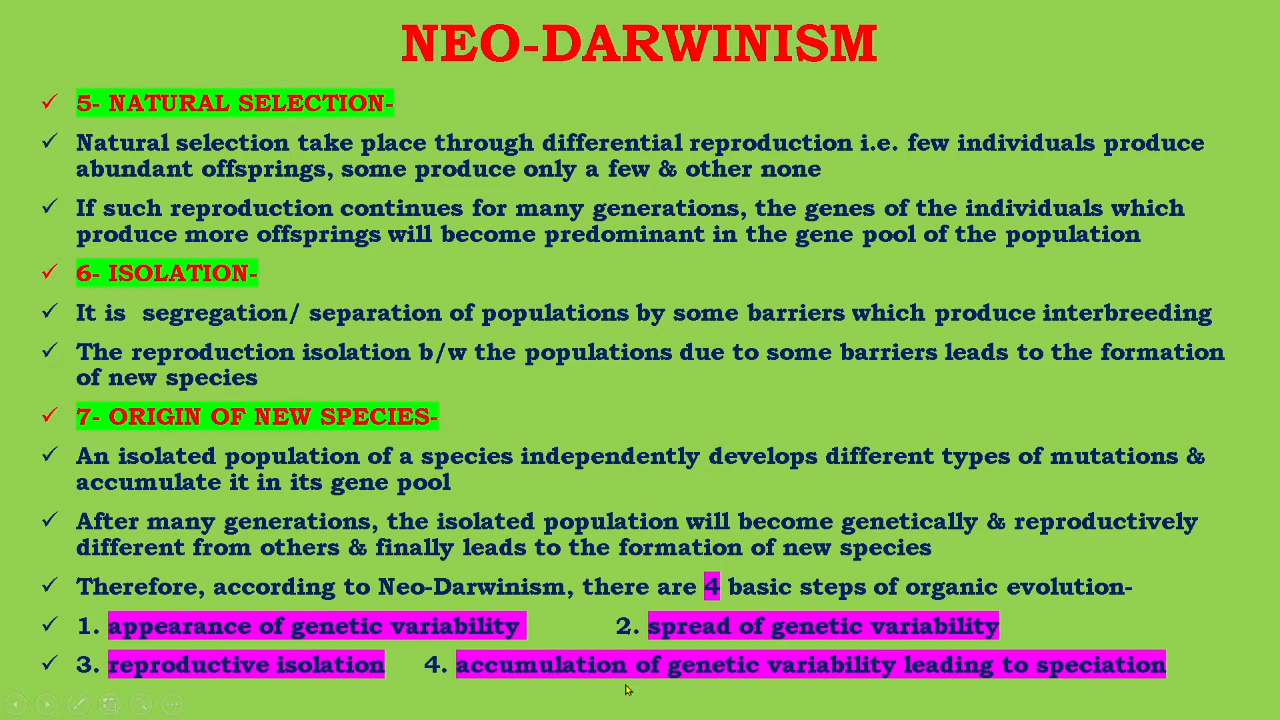 NEO-DARWINISM
✓ 5- NATURAL SELECTION-
✓ Natural selection take place through differential reproduction i.e. few individuals produce
abundant offsprings, some produce only a few & other none
✓ If such reproduction continues for many generations, the genes of the individuals which
produce more offsprings will become predominant in the gene pool of the population
✓ 6- ISOLATION-
✓ It is segregation/ separation of populations by some barriers which produce interbreeding
✓ The reproduction isolation b/w the populations due to some barriers leads to the formation
of new species
✓ 7- ORIGIN OF NEW SPECIES-
✓ An isolated population of a species independently develops different types of mutations &
accumulate it in its gene pool
✓ After many generations, the isolated population will become genetically & reproductively
different from others & finally leads to the formation of new species
✓ Therefore, according to Neo-Darwinism, there are 4 basic steps of organic evolution-
✓ 1. appearance of genetic variability 2. spread of genetic variability
✓ 3. reproductive isolation 4. accumulation of genetic variability leading to speciation